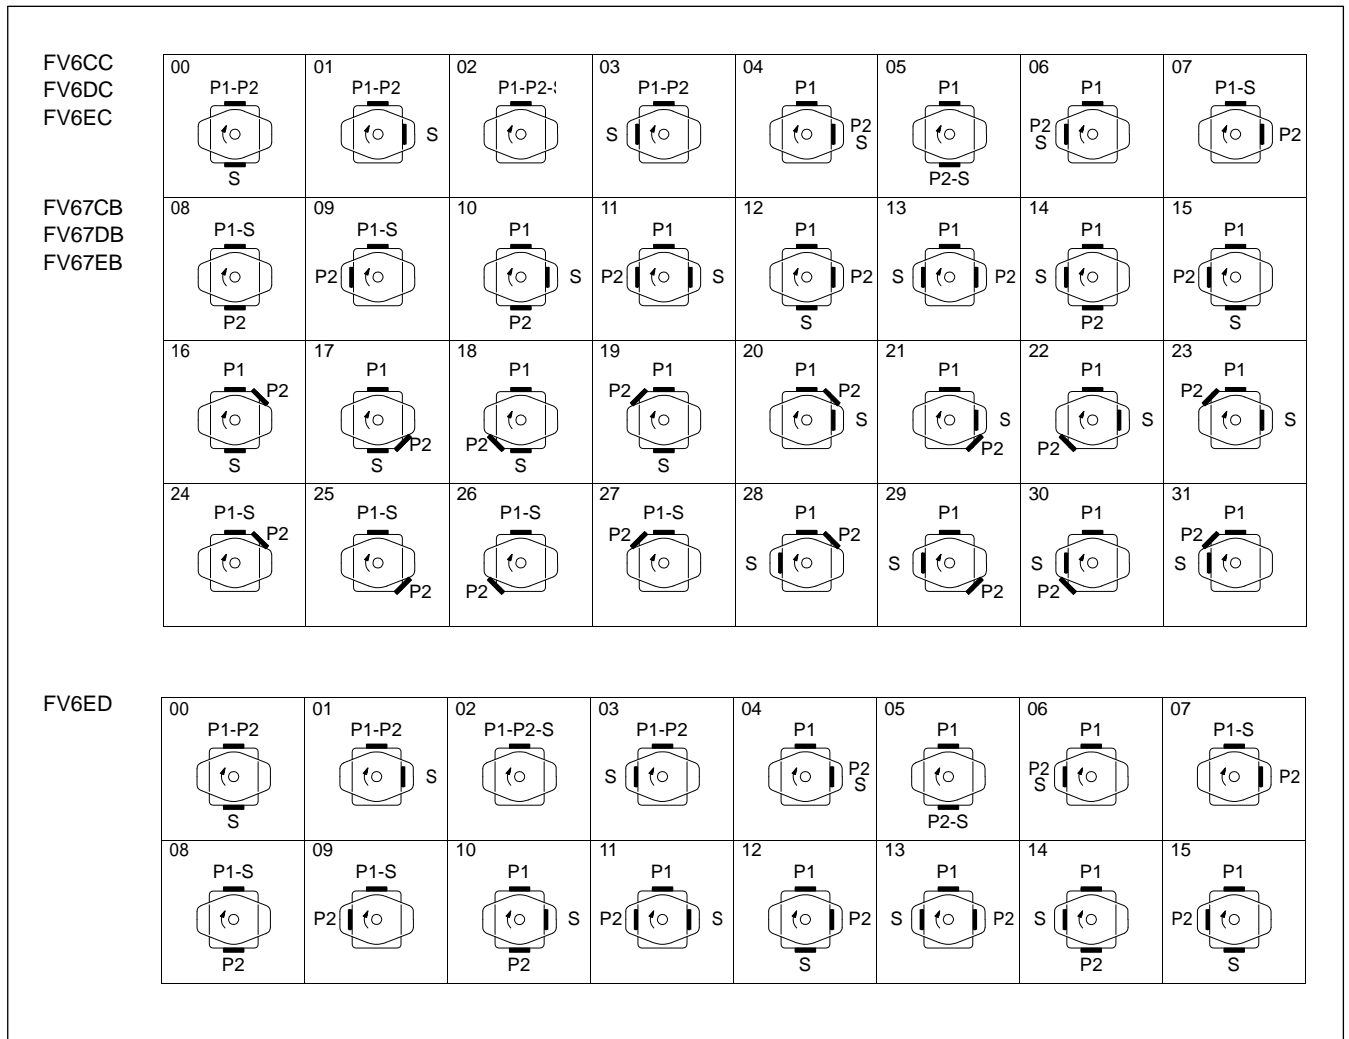 FV6CC
FV6DC
FV6EC
00 01 02 03 04 05 06 07
P1-P2 P1-P2 P1-P2- P1-P2 P1 P1 P1 P1-S
S S P2 S P2 S P2
S P2-S
FV67CB
FV67DB
FV67EB
08 09 10 11 12 13 14 15
P1-S P1-S P1 P1 P1 P1 P1 P1
P2 S P2 S P2 S P2 S P2
P2 P2 S P2 S
16 17 18 19 20 21 22 23
P1 P1 P1 P1 P1 P1 P1 P1
P2 P2 P2 P2
S S S S
P2 P2 P2 P2
S S S S
24 25 26 27 28 29 30 31
P1-S P1-S P1-S P1-S P1 P1 P1 P1
P2 P2 P2 P2
S S S S
P2 P2 P2 P2
FV6ED
00 01 02 03 04 05 06 07
P1-P2 P1-P2 P1-P2-S P1-P2 P1 P1 P1 P1-S
S S P2 S P2 S P2
S P2-S
08 09 10 11 12 13 14 15
P1-S P1-S P1 P1 P1 P1 P1 P1
P2 S P2 S P2 S P2 S P2
P2 P2 S P2 S